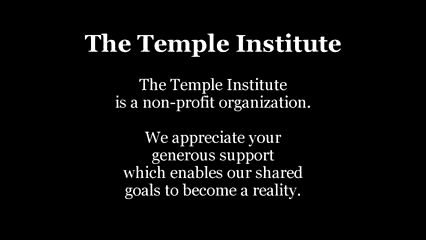 The Temple Institute
The Temple Institute
is a non-profit organization.
We appreciate your
generous support
which enables our shared
goals to become a reality.